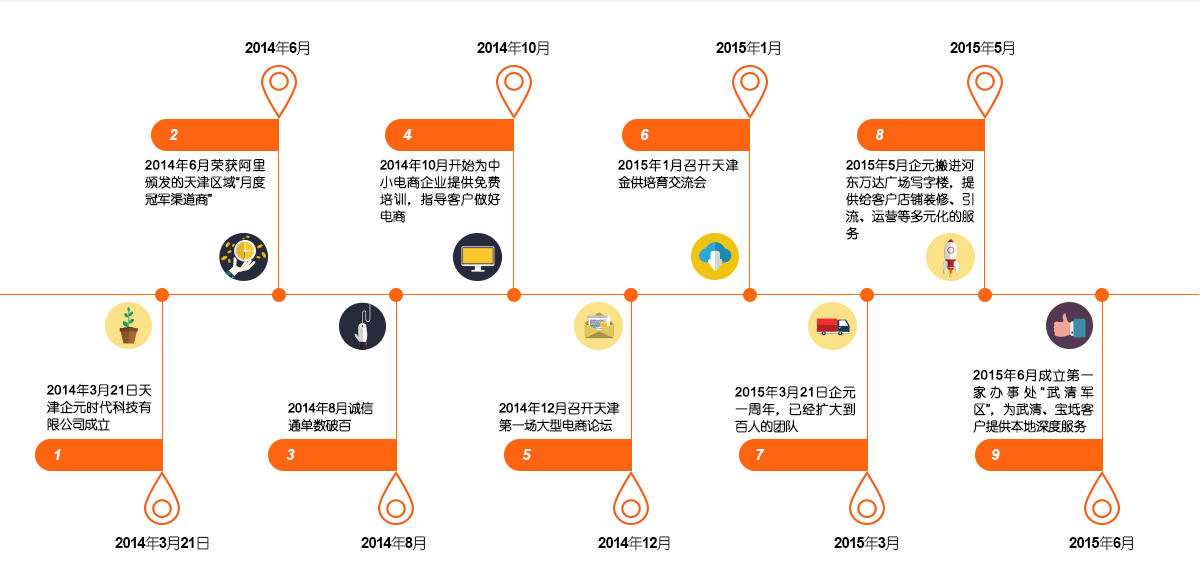 2014年6月
2014年10月
2015年1月
2015年5月
2
4
6
8
2014年6月荣获阿里
颁发的天津区域“月度
冠军渠道商”
2014年10月开始为中
小电商企业提供免费
培训，指导客户做好
电商
2015年1月召开天津
金供培育交流会
2015年5月企元搬进河
东万达广场写字楼，提
供给客户店铺装修、引
流、运营等多元化的服
务
2014年3月21日天
津企元时代科技有
限公司成立
2014年8月诚信
通单数破百
2014年12月召开天津
第一场大型电商论坛
2015年3月21日企元
一周年，已经扩大到
百人的团队
2015年6月成立第一
家办事处“武清军
区”，为武清、宝坻客
户提供本地深度服务
1
3
5
7
9
2014年3月21日
2014年8月
2014年12月
2015年3月
2015年6月